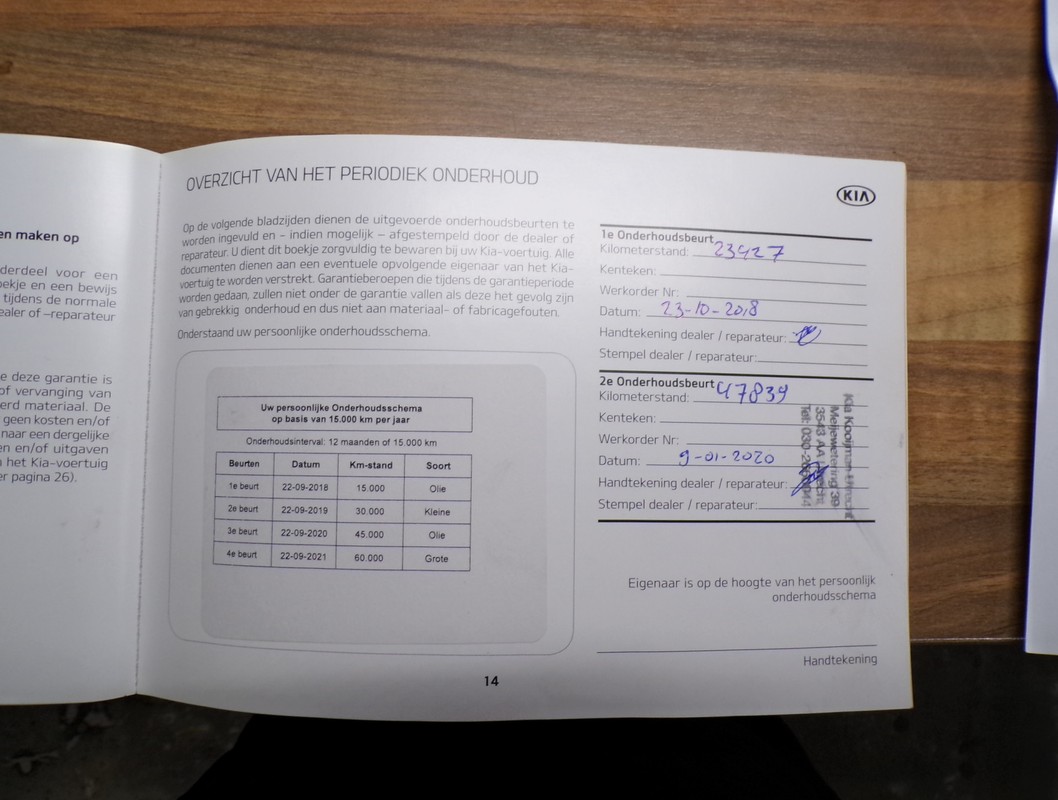 en maken op
derdeel voor een
oekje en een bewijs
tijdens de normale
ealer of –reparateur
e deze garantie is
of vervanging van
erd materiaal. De
geen kosten en/of
naar een dergelijke
en en/of uitgaven
het Kia-voertuig
er pagina 26).
OVERZICHT VAN HET PERIODIEK ONDERHOUD
Op de volgende bladzijden dienen de uitgevoerde onderhoudsbeurten te
worden ingevuld en - indien mogelijk – afgestempeld door de dealer of
reparateur. U dient dit boekje zorgvuldig te bewaren bij uw Kia-voertuig. Alle
documenten dienen aan een eventuele opvolgende eigenaar van het Kia-
voertuig te worden verstrekt. Garantieberoepen die tijdens de garantieperiode
worden gedaan, zullen niet onder de garantie vallen als deze het gevolg zijn
van gebrekkig onderhoud en dus niet aan materiaal- of fabricagefouten.
Onderstaand uw persoonlijke onderhoudsschema.
Uw persoonlijke Onderhoudsschema
op basis van 15.000 km per jaar
Onderhoudsinterval: 12 maanden of 15.000 km
Beurten Datum Km-stand Soort
1e beurt 22-09-2018 15.000 Olie
2e beurt 22-09-2019 30.000 Kleine
3e beurt 22-09-2020 45.000 Olie
4e beurt 22-09-2021 60.000 Grote
KIA
1e Onderhoudsbeurt
Kilometerstand: 23927
Kenteken:
Werkorder Nr:
Datum: 23-10-2018
Handtekening dealer / reparateur:
Stempel dealer / reparateur:
2e Onderhoudsbeurt
Kilometerstand: 47839
Kenteken:
Werkorder Nr:
Datum: 9-01-2020
Handtekening dealer / reparateur:
Stempel dealer / reparateur:
Kia Kooijman Utrecht
Meijewetering 39
3543 AA Utrecht
Tel: 030-
Eigenaar is op de hoogte van het persoonlijk
onderhoudsschema
Handtekening
14